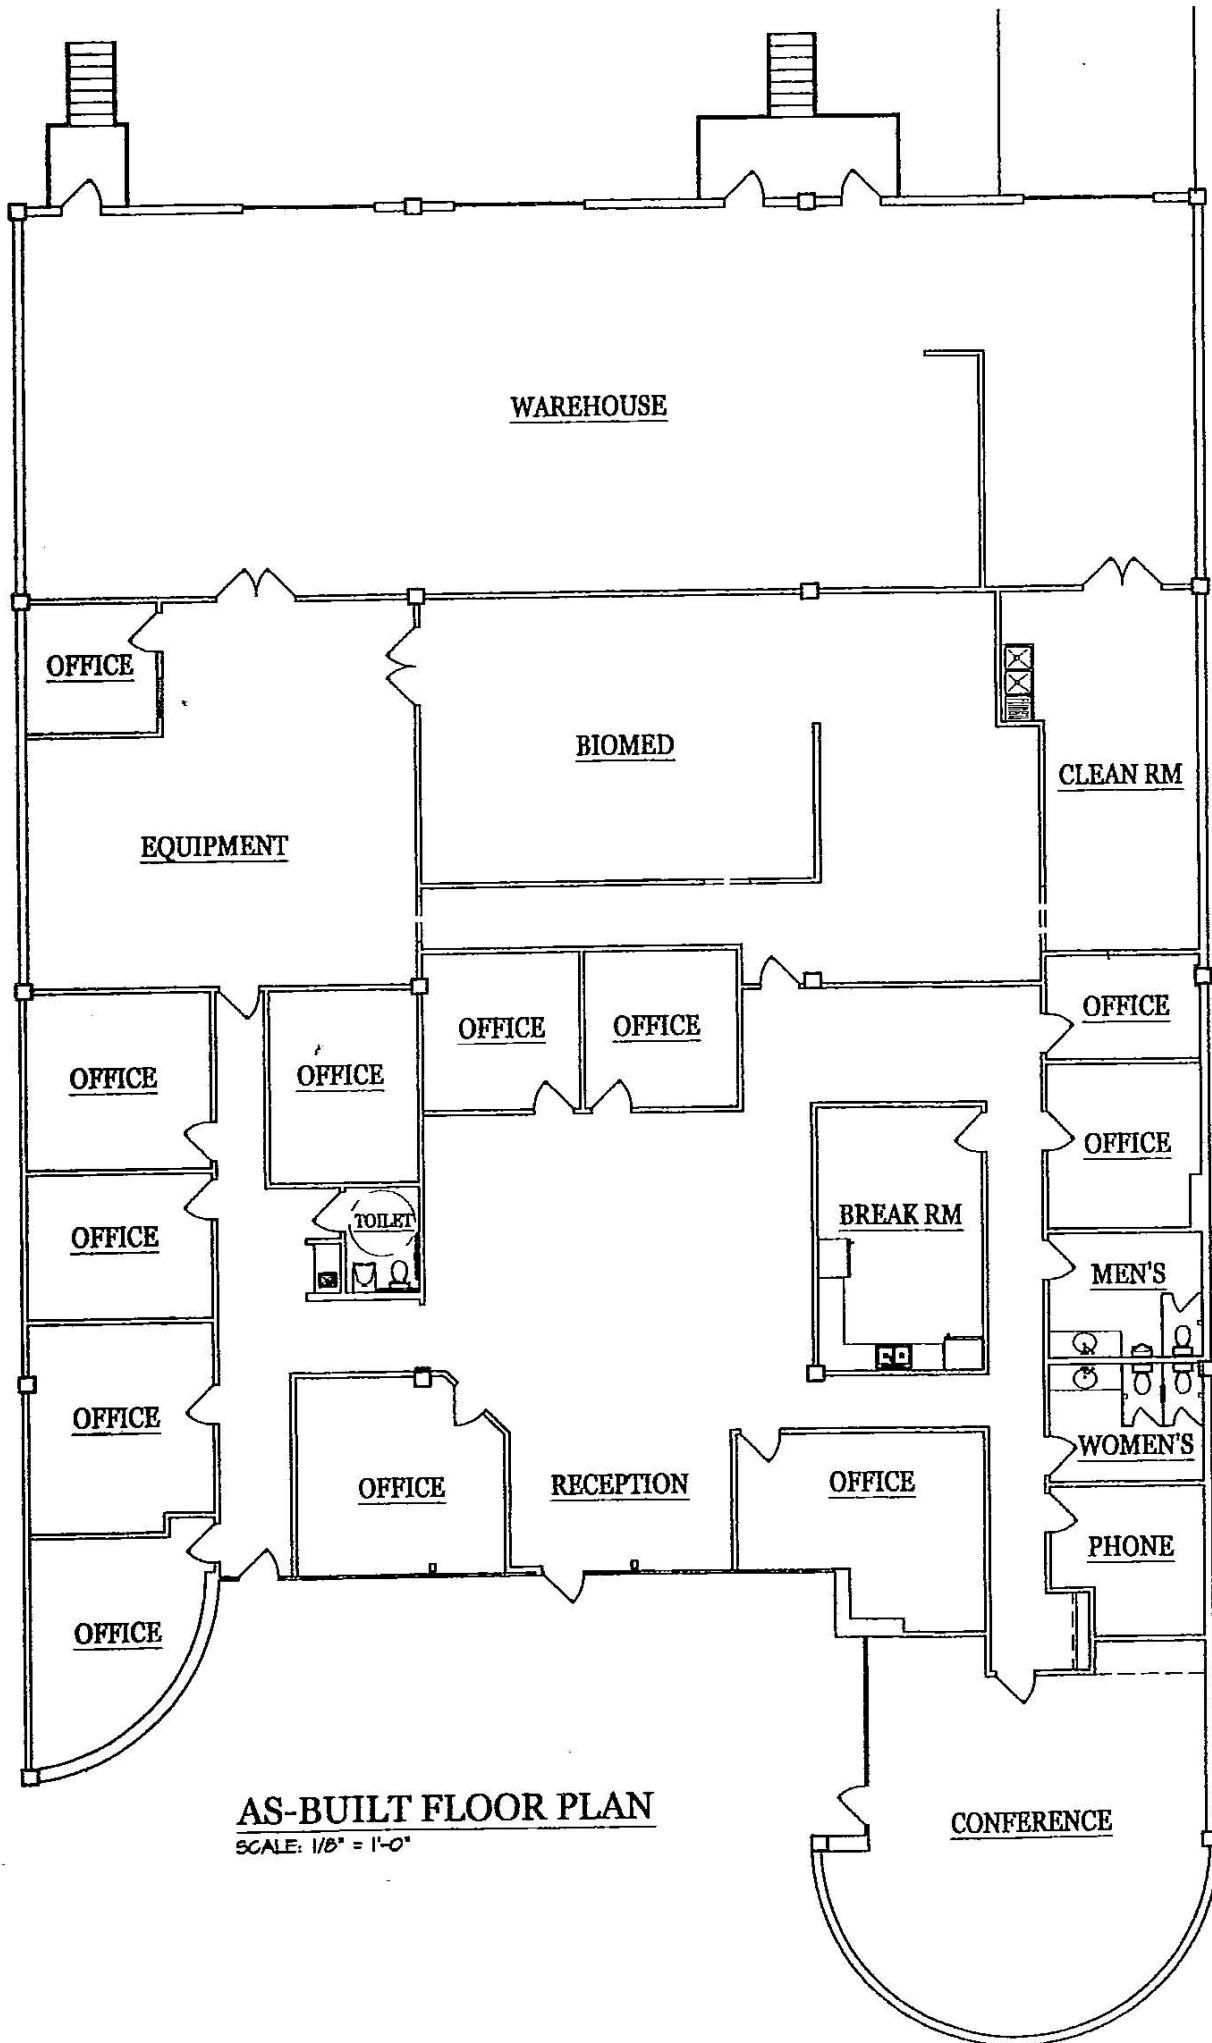 WAREHOUSE
OFFICE
BIOMED
CLEAN RM
EQUIPMENT
OFFICE
OFFICE
OFFICE
OFFICE
OFFICE
OFFICE
BREAK RM
TOILET
OFFICE
MEN'S
OFFICE
WOMEN'S
OFFICE
RECEPTION
OFFICE
PHONE
OFFICE
AS-BUILT FLOOR PLAN
SCALE: 1/8" = 1'-0"
CONFERENCE